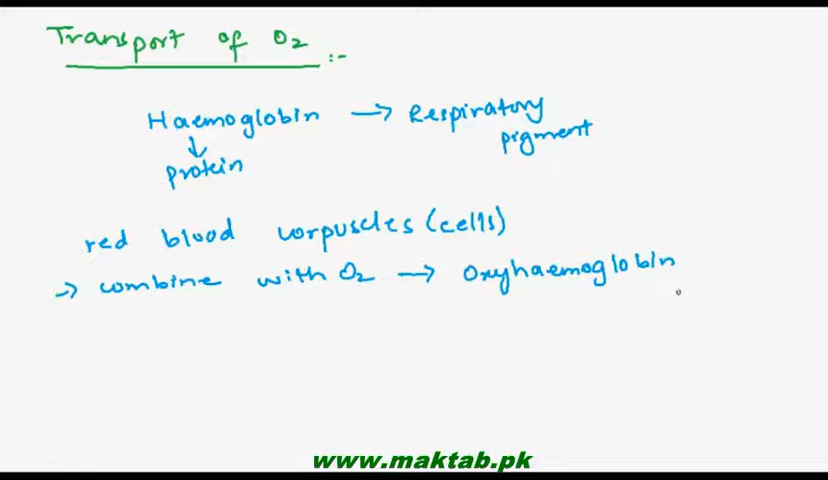 Transport of O2 :-
Haemoglobin → Respiratory
pigment
↓
protein
red blood corpuscles (cells)
→ combine with O2 → Oxyhaemoglobin
www.maktab.pk